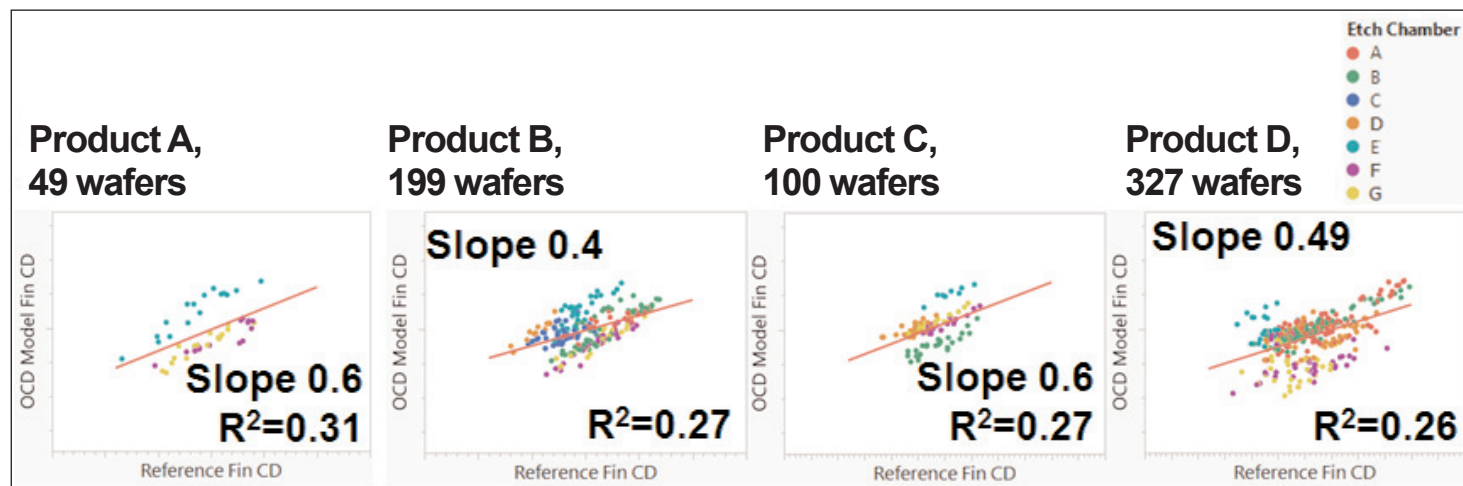 Etch Chamber
A
B
C
D
E
F
G
Product A,
49 wafers
Product B,
199 wafers
Product C,
100 wafers
Product D,
327 wafers
OCD Model Fin CD
Slope 0.6
R²=0.31
Reference Fin CD
OCD Model Fin CD
Slope 0.4
R²=0.27
Reference Fin CD
OCD Model Fin CD
Slope 0.6
R²=0.27
Reference Fin CD
OCD Model Fin CD
Slope 0.49
R²=0.26
Reference Fin CD